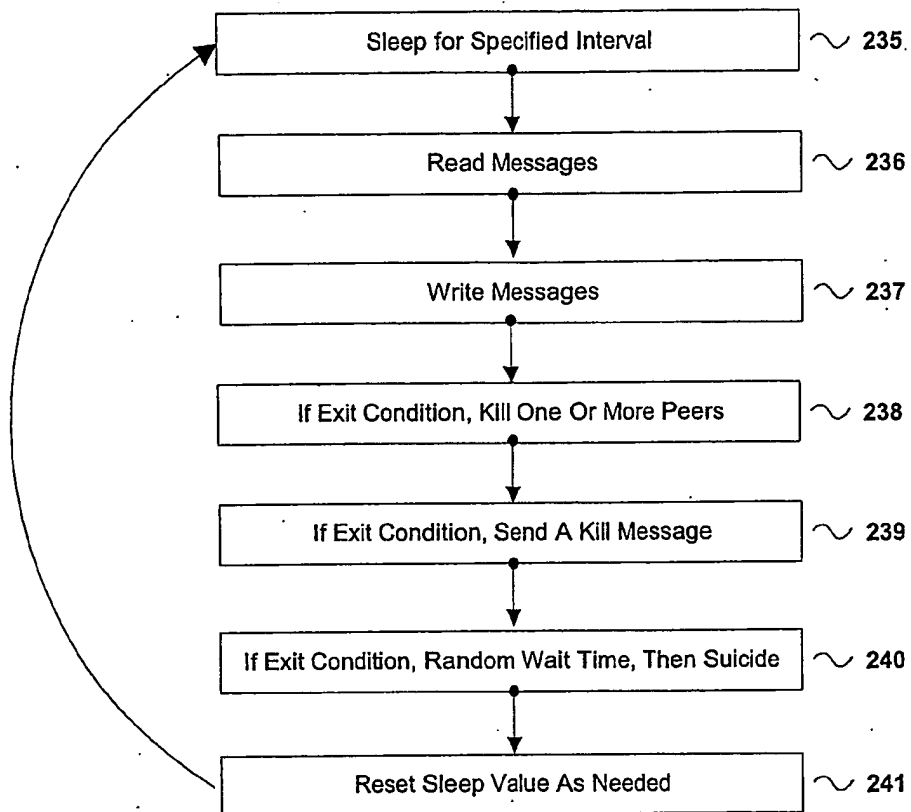 Sleep for Specified Interval 235
Read Messages 236
Write Messages 237
If Exit Condition, Kill One Or More Peers 238
If Exit Condition, Send A Kill Message 239
If Exit Condition, Random Wait Time, Then Suicide 240
Reset Sleep Value As Needed 241